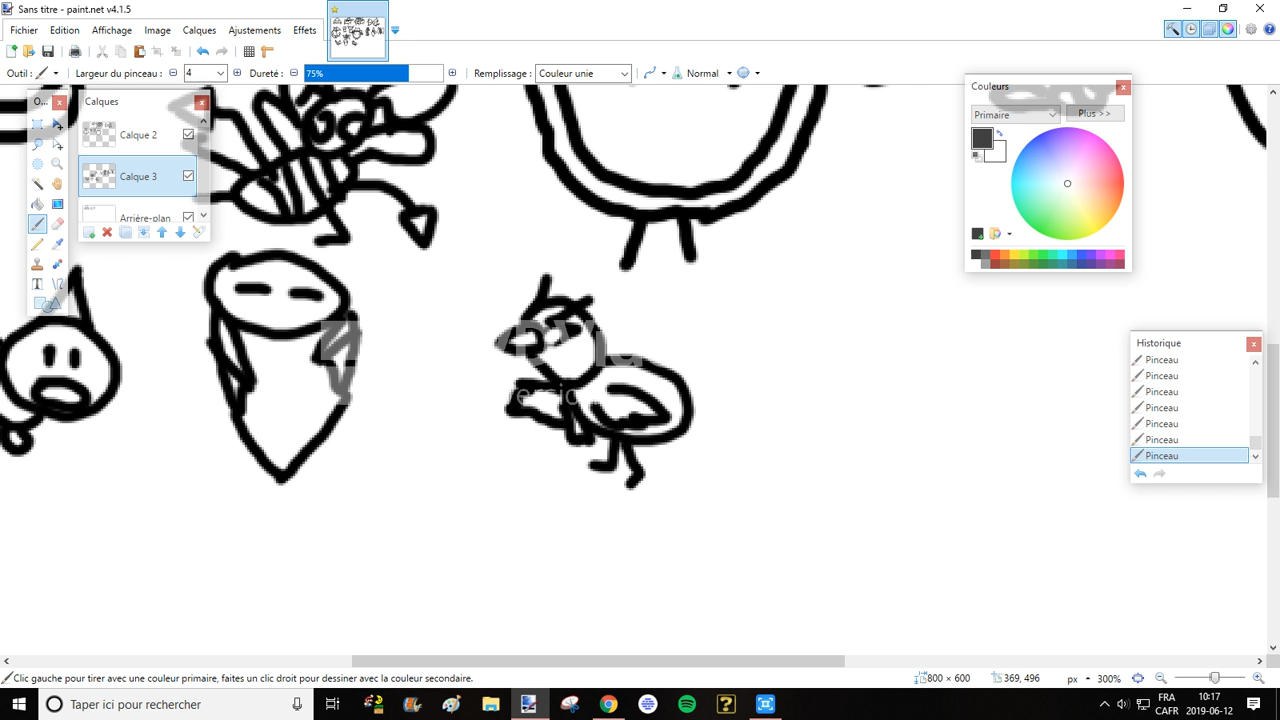 Sans titre - paint.net v4.1.5
Fichier Edition Affichage Image Calques Ajustements Effets
Outil : Largeur du pinceau : 4 Dureté : 75% Remplissage : Couleur unie Normal
O... Calques
Couleurs
Primaire Plus >>
Calque 2
Calque 3
Arrière-plan
Historique
Pinceau
Pinceau
Pinceau
Pinceau
Pinceau
Pinceau
Pinceau
Clic gauche pour tirer avec une couleur primaire, faites un clic droit pour dessiner avec la couleur secondaire.
800 × 600 369, 496 px 300%
Taper ici pour rechercher
FRA 10:17
CAFR 2019-06-12